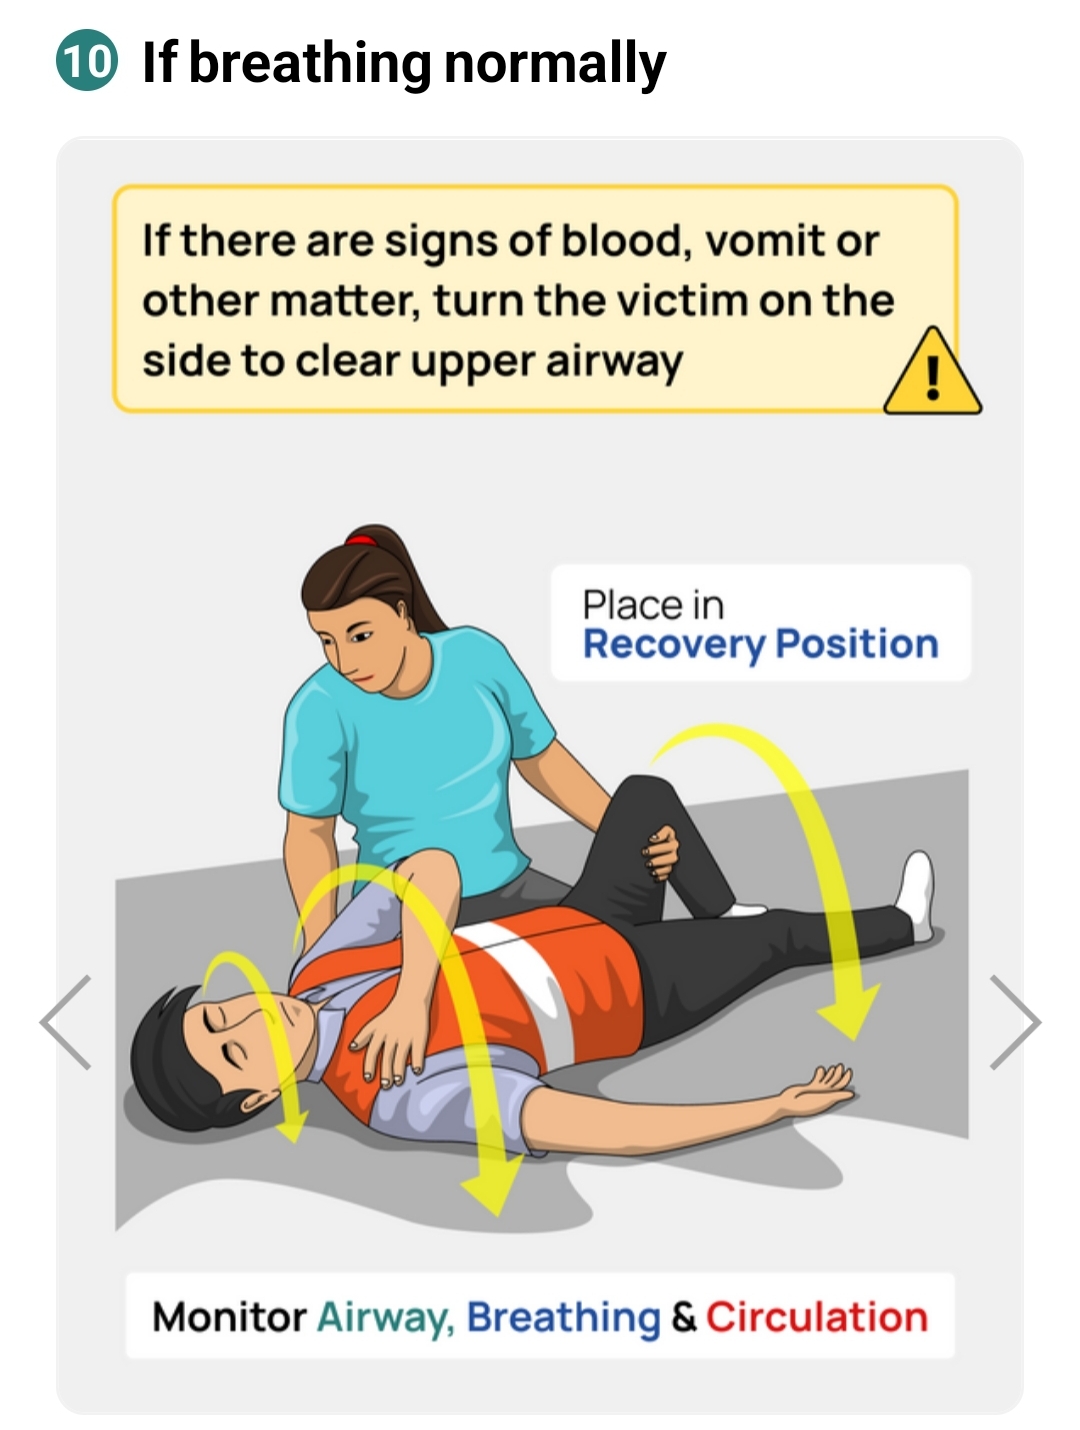 10 If breathing normally
If there are signs of blood, vomit or
other matter, turn the victim on the
side to clear upper airway
!
Place in
Recovery Position
Monitor Airway, Breathing & Circulation